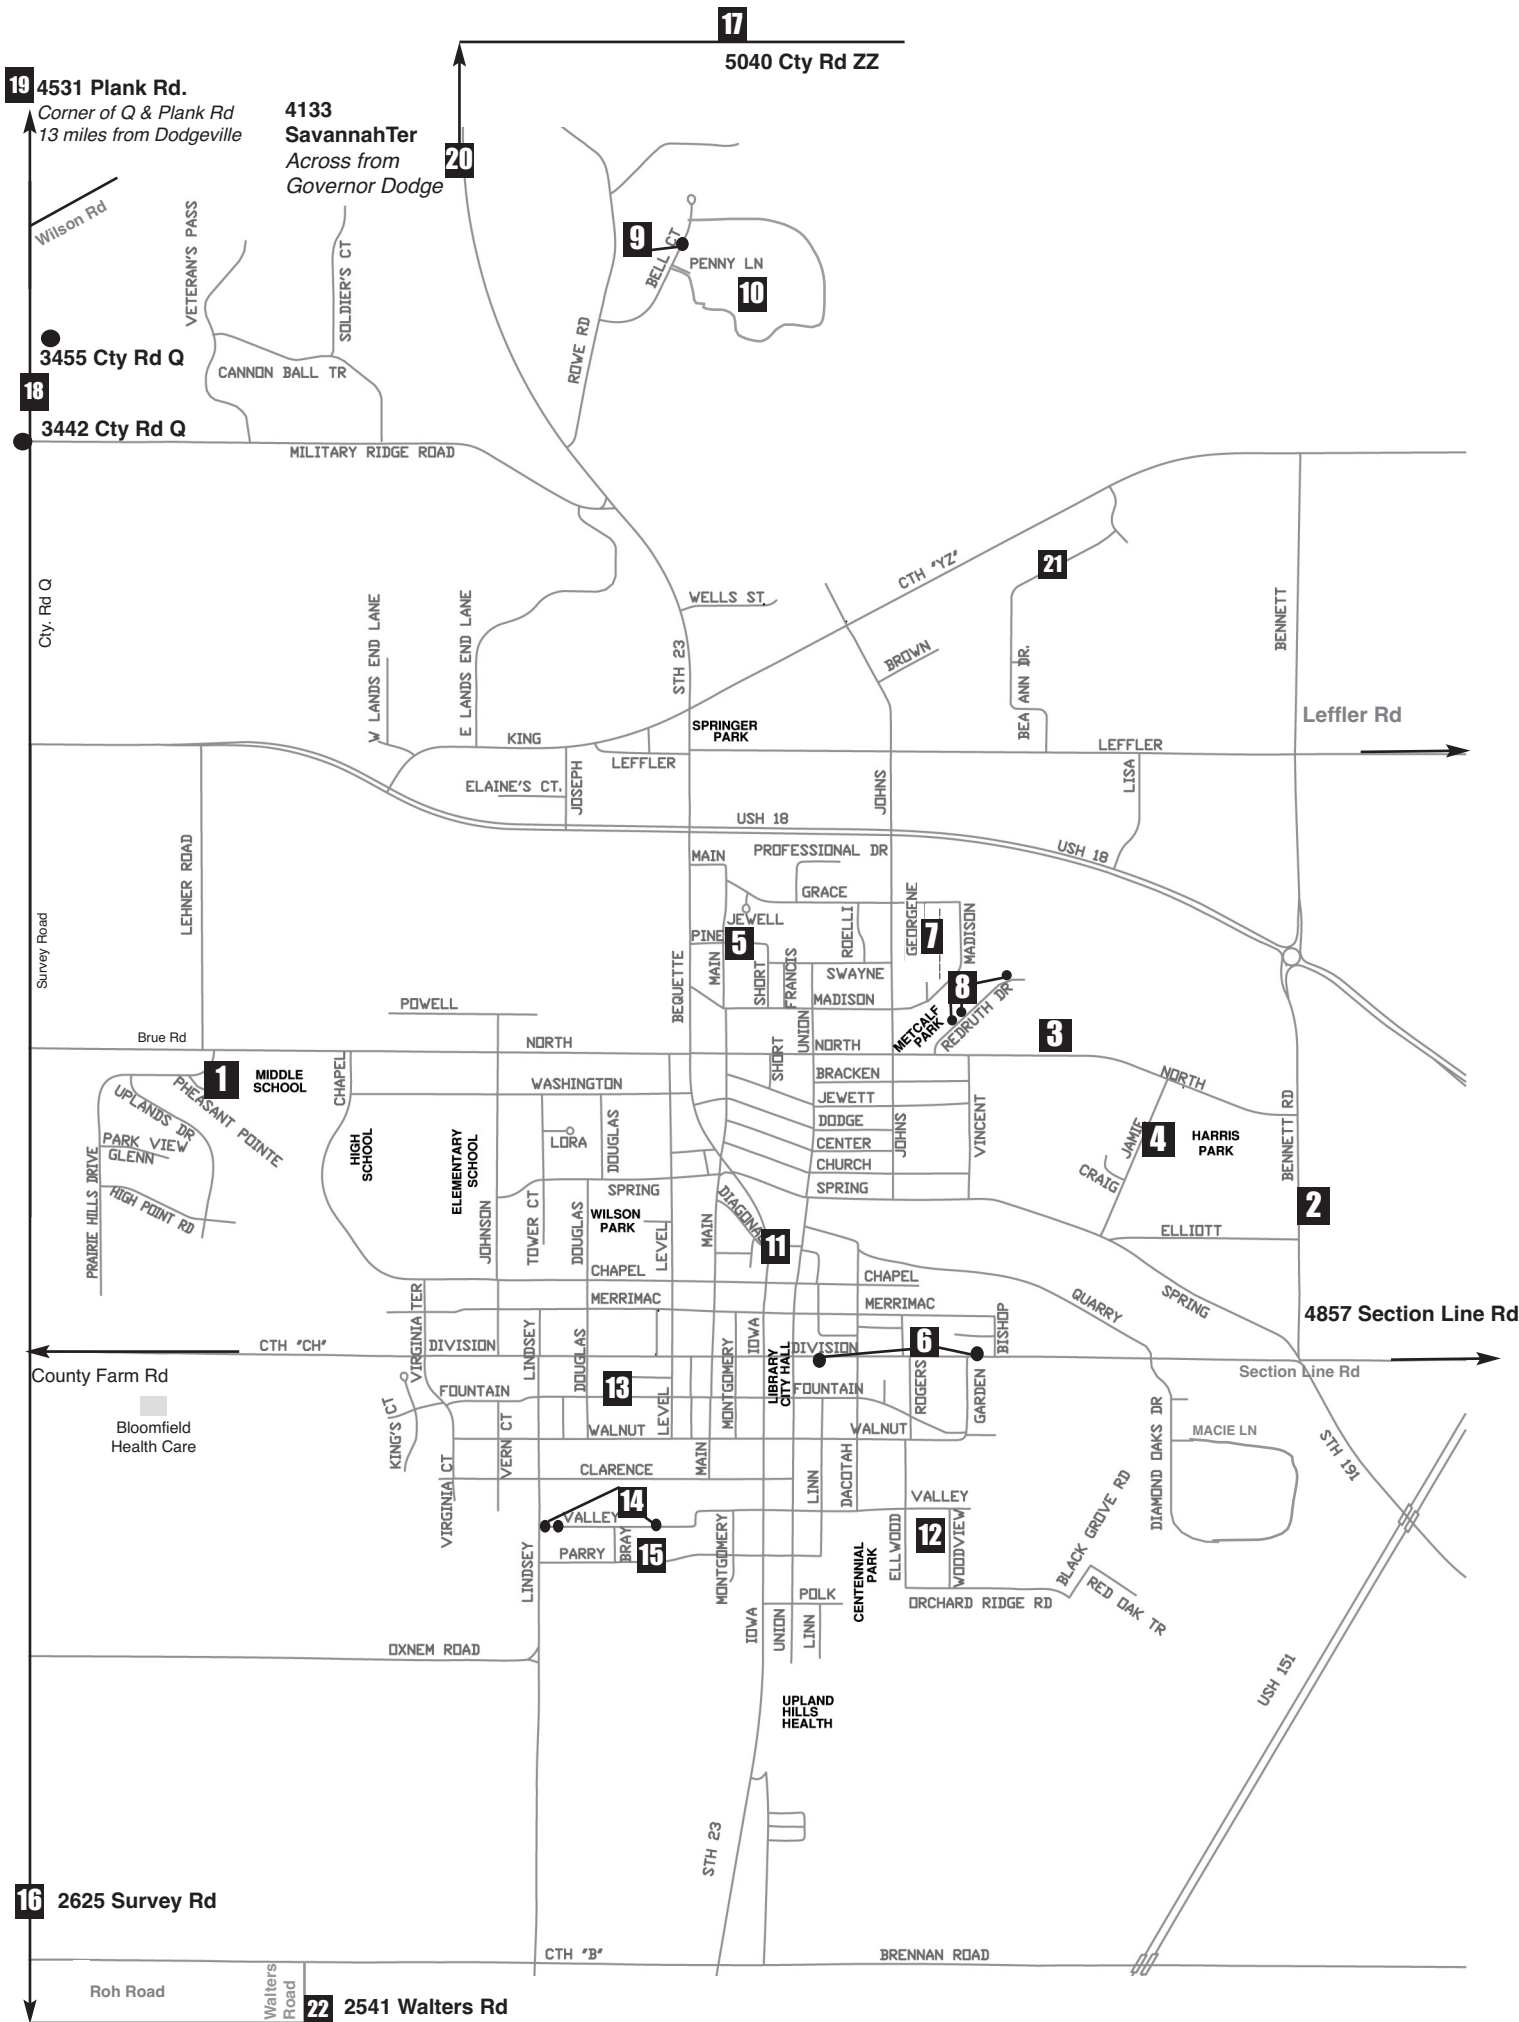 17
5040 Cty Rd ZZ
19
4531 Plank Rd.
Corner of Q & Plank Rd
13 miles from Dodgeville
4133
SavannahTer
Across from
Governor Dodge
20
Wilson Rd
VETERAN'S PASS
SOLDIER'S CT
9
BELL CT
PENNY LN
10
ROWE RD
3455 Cty Rd Q
CANNON BALL TR
18
3442 Cty Rd Q
MILITARY RIDGE ROAD
Cty. Rd Q
W LANDS END LANE
E LANDS END LANE
WELLS ST.
STH 23
CTH "YZ"
21
BROWN
BEA ANN DR.
BENNETT
Leffler Rd
SPRINGER
PARK
KING
LEFFLER
LEFFLER
ELAINE'S CT.
JOSEPH
JOHNS
LISA
USH 18
USH 18
LEHNER ROAD
MAIN
PROFESSIONAL DR
GRACE
JEWELL
PINE
5
MAIN
SHORT
FRANCIS
ROELLI
GEORGENE
7
MADISON
SWAYNE
MADISON
8
REDRUTH DR
METCALF
PARK
Survey Road
BEQUETTE
POWELL
Brue Rd
NORTH
UNION
NORTH
3
NORTH
1
MIDDLE
SCHOOL
CHAPEL
WASHINGTON
SHORT
BRACKEN
JEWETT
DODGE
CENTER
CHURCH
SPRING
JOHNS
VINCENT
UPLANDS DR
PHEASANT POINTE
PARK VIEW
GLENN
HIGH POINT RD
PRAIRIE HILLS DRIVE
HIGH
SCHOOL
ELEMENTARY
SCHOOL
LORA
DOUGLAS
JAMIE
4
HARRIS
PARK
CRAIG
BENNETT RD
2
SPRING
WILSON
PARK
JOHNSON
TOWER CT
DOUGLAS
LEVEL
MAIN
DIAGONAL
11
ELLIOTT
CHAPEL
CHAPEL
MERRIMAC
MERRIMAC
QUARRY
SPRING
4857 Section Line Rd
CTH "CH"
VIRGINIA TER
DIVISION
LINDSEY
DOUGLAS
MONTGOMERY
IOWA
DIVISION
6
BISHOP
Section Line Rd
County Farm Rd
LIBRARY
CITY HALL
FOUNTAIN
13
LEVEL
FOUNTAIN
ROGERS
GARDEN
Bloomfield
Health Care
KING'S CT
VERN CT
WALNUT
WALNUT
MACIE LN
STH 191
DIAMOND OAKS DR
VIRGINIA CT
CLARENCE
MAIN
LINN
DACOTAH
14
VALLEY
VALLEY
BRAY
15
PARRY
LINDSEY
MONTGOMERY
CENTENNIAL
PARK
ELLWOOD
12
WOODVIEW
BLACK GROVE RD
RED OAK TR
ORCHARD RIDGE RD
POLK
IOWA
UNION
LINN
OXNEM ROAD
UPLAND
HILLS
HEALTH
USH 151
STH 23
16
2625 Survey Rd
CTH "B"
BRENNAN ROAD
Roh Road
Walters
Road
22
2541 Walters Rd